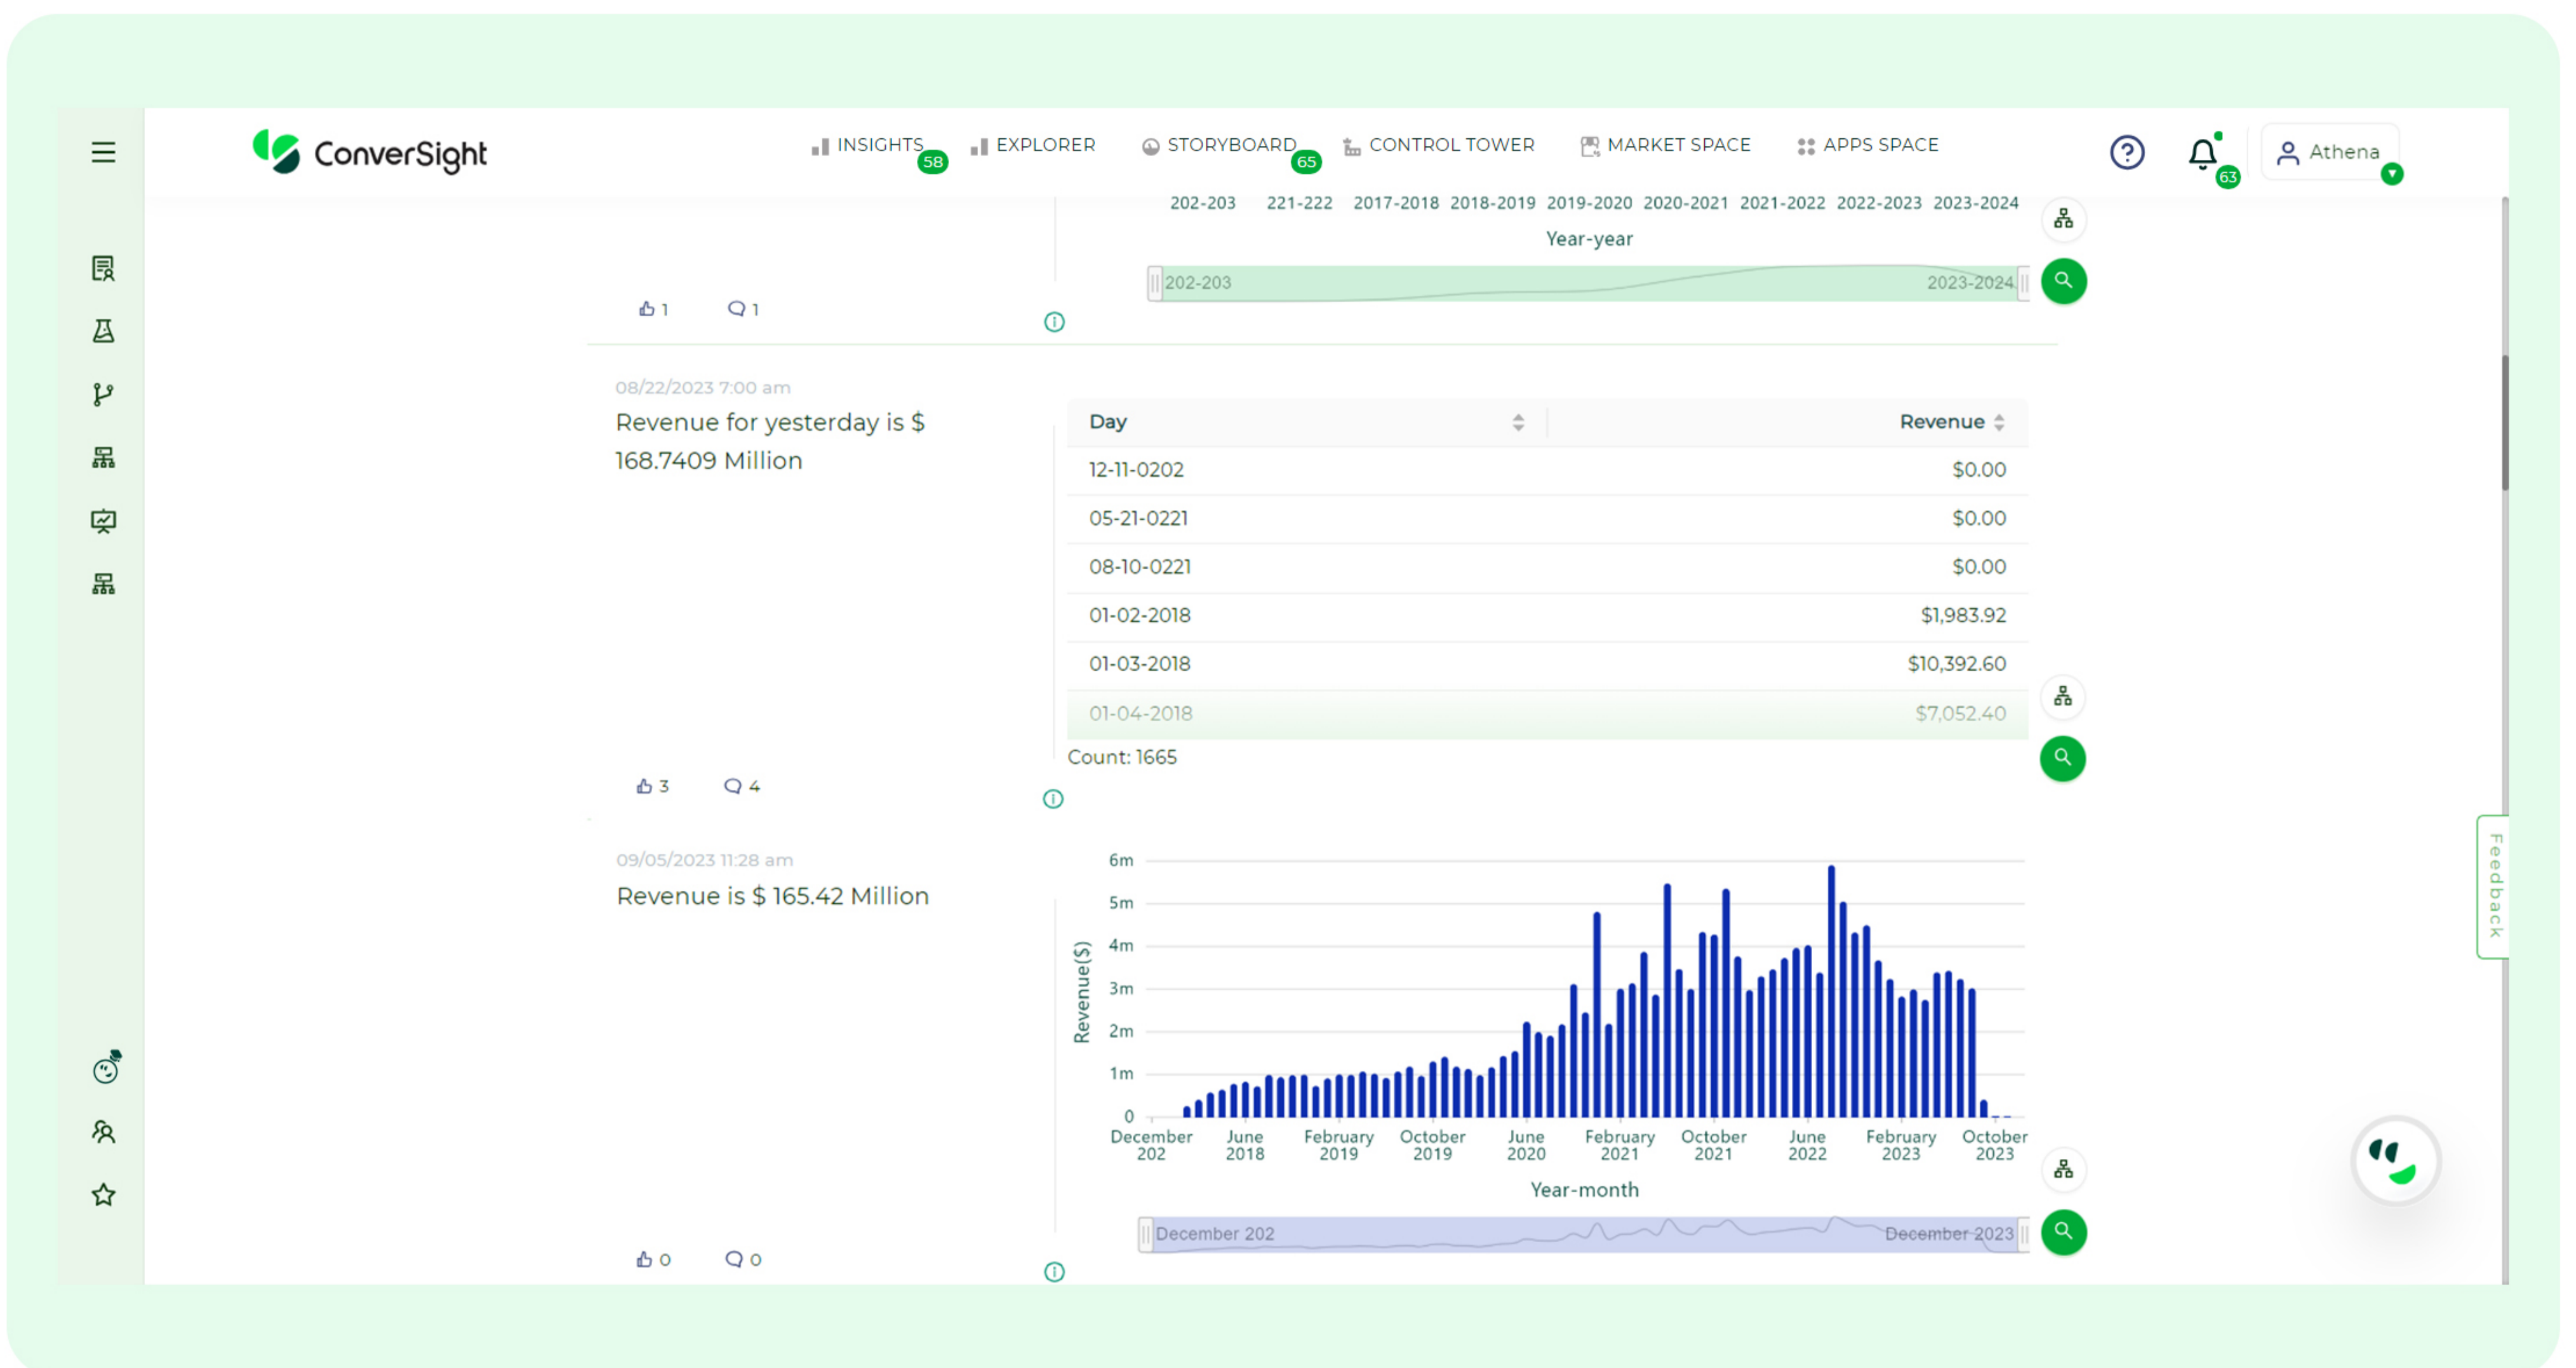 ConverSight
INSIGHTS 58 EXPLORER STORYBOARD 65 CONTROL TOWER MARKET SPACE APPS SPACE
63
Athena
202-203 221-222 2017-2018 2018-2019 2019-2020 2020-2021 2021-2022 2022-2023 2023-2024
Year-year
202-203 2023-2024
1 1
08/22/2023 7:00 am
Revenue for yesterday is $
168.7409 Million
Day Revenue
12-11-0202 $0.00
05-21-0221 $0.00
08-10-0221 $0.00
01-02-2018 $1,983.92
01-03-2018 $10,392.60
01-04-2018 $7,052.40
Count: 1665
3 4
09/05/2023 11:28 am
Revenue is $ 165.42 Million
Revenue($)
6m
5m
4m
3m
2m
1m
0
December 202
June 2018
February 2019
October 2019
June 2020
February 2021
October 2021
June 2022
February 2023
October 2023
Year-month
December 202 December 2023
0 0
Feedback